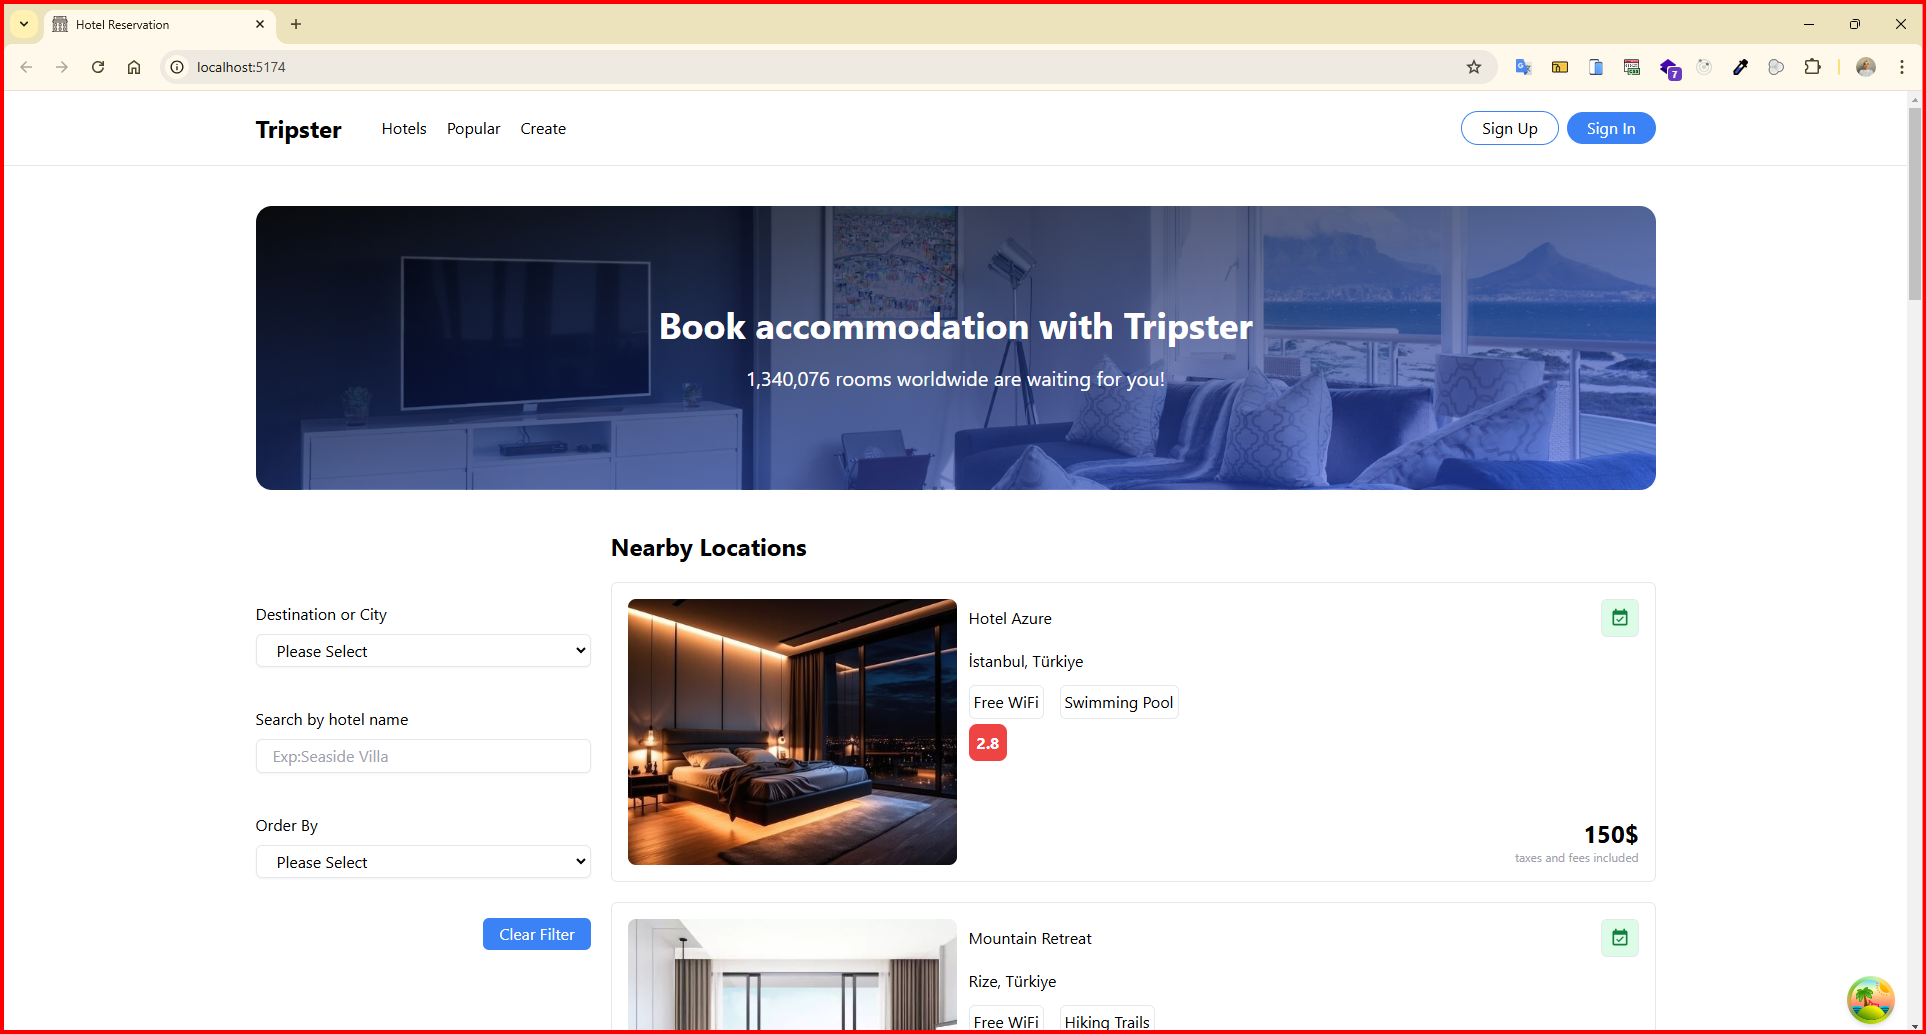 Hotel Reservation
localhost:5174
7
Tripster
Hotels
Popular
Create
Sign Up
Sign In
Book accommodation with Tripster
1,340,076 rooms worldwide are waiting for you!
Nearby Locations
Destination or City
Please Select
Search by hotel name
Exp:Seaside Villa
Order By
Please Select
Clear Filter
Hotel Azure
İstanbul, Türkiye
Free WiFi
Swimming Pool
2.8
150$
taxes and fees included
Mountain Retreat
Rize, Türkiye
Free WiFi
Hiking Trails